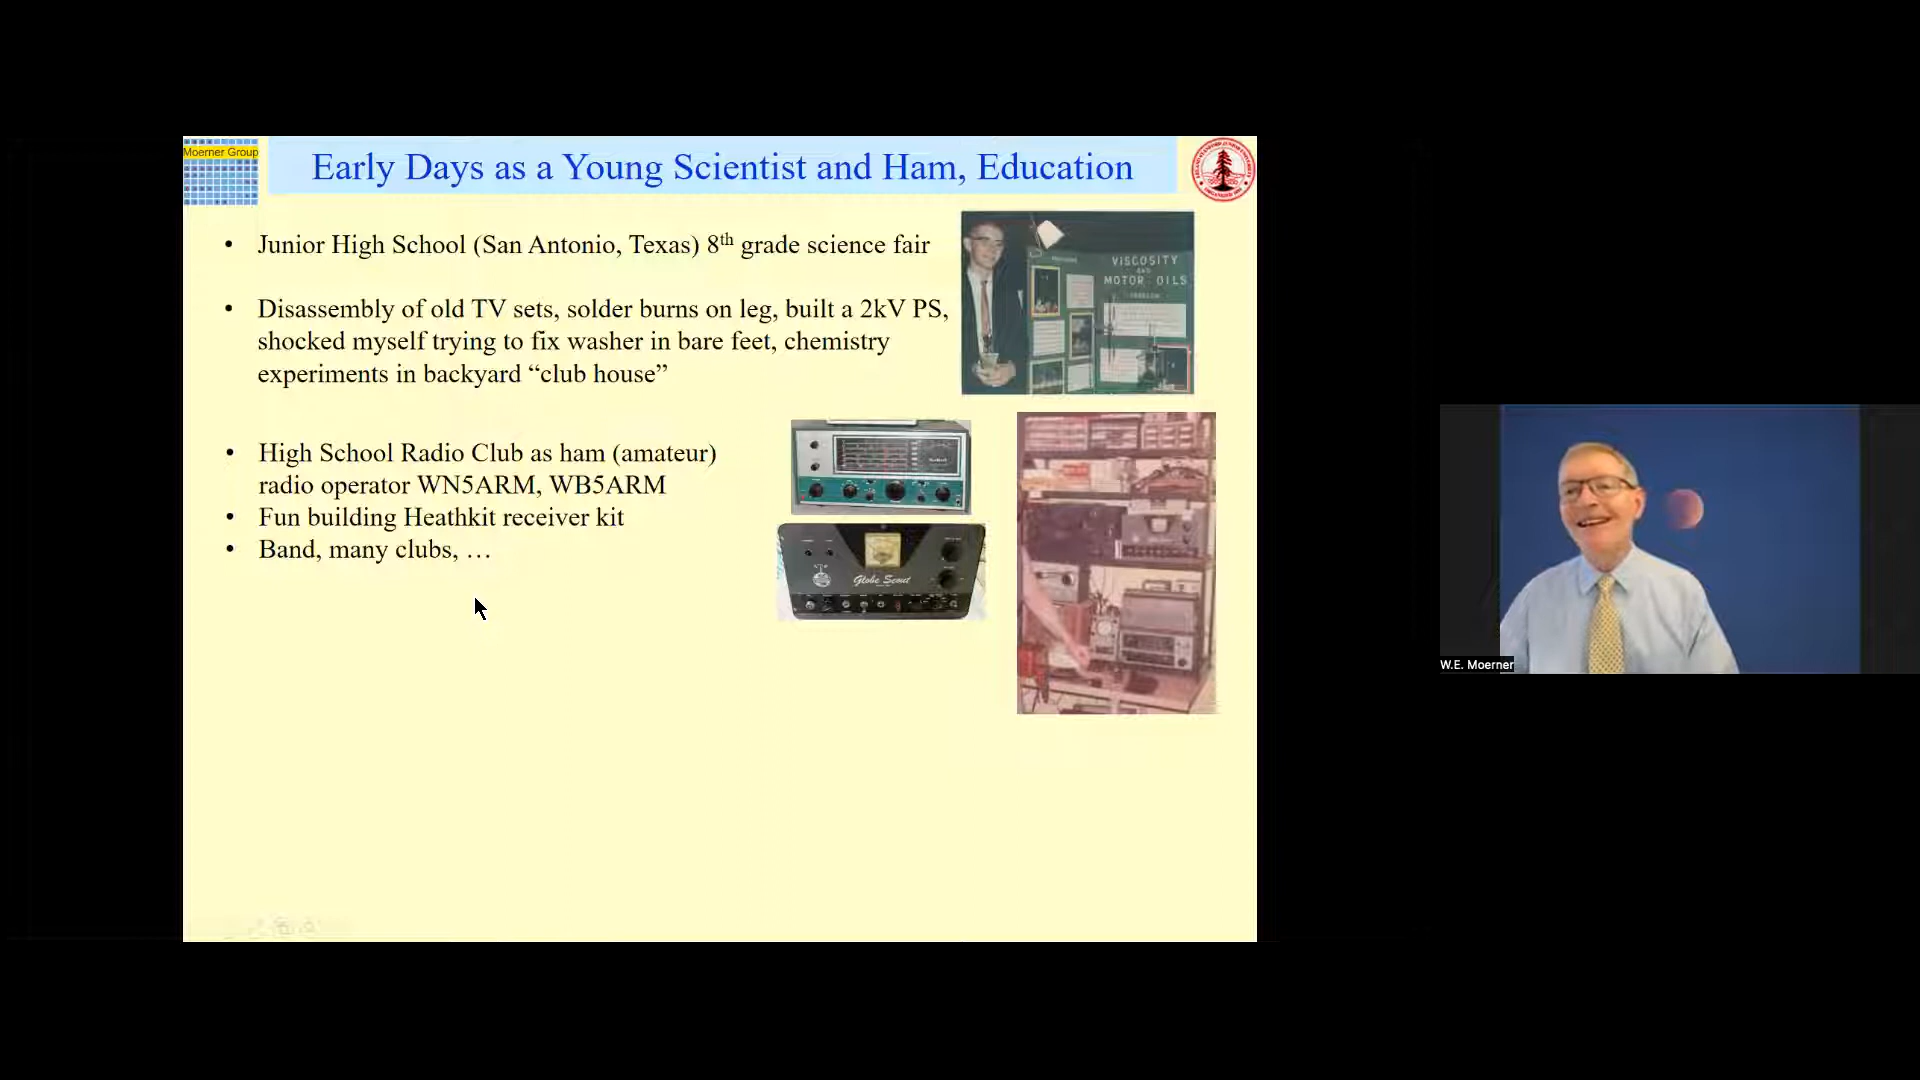 Moerner Group
Early Days as a Young Scientist and Ham, Education
• Junior High School (San Antonio, Texas) 8th grade science fair
• Disassembly of old TV sets, solder burns on leg, built a 2kV PS,
shocked myself trying to fix washer in bare feet, chemistry
experiments in backyard “club house”
VISCOSITY
AND
MOTOR OILS
• High School Radio Club as ham (amateur)
radio operator WN5ARM, WB5ARM
• Fun building Heathkit receiver kit
• Band, many clubs, …
Globe Scout
W.E. Moerner